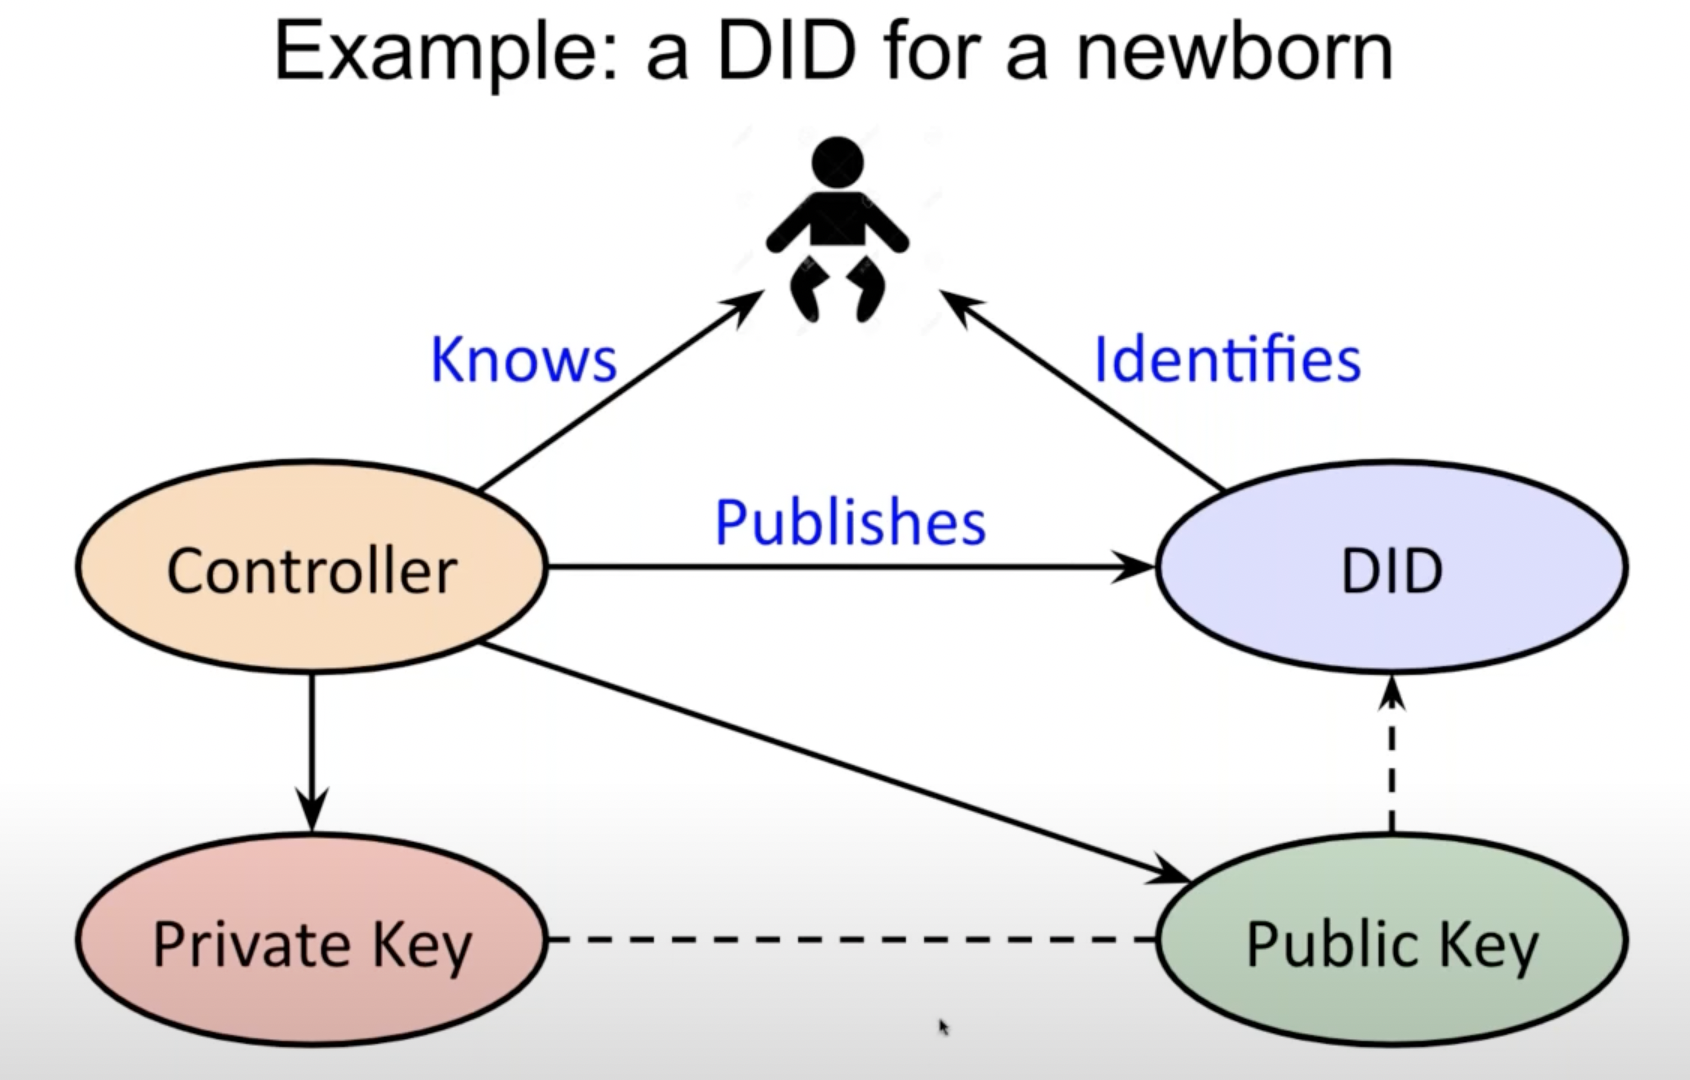 Example: a DID for a newborn
Knows
Identifies
Publishes
Controller
DID
Private Key
Public Key